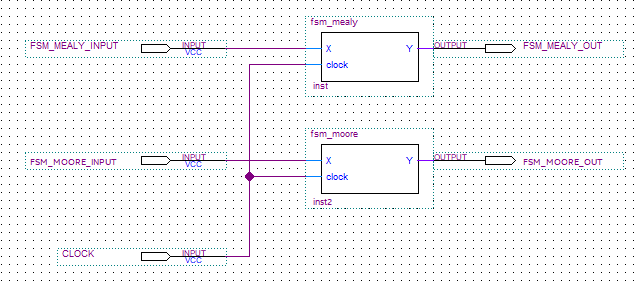 fsm_mealy
FSM_MEALY_INPUT INPUT VCC X Y OUTPUT FSM_MEALY_OUT
clock
inst
fsm_moore
FSM_MOORE_INPUT INPUT VCC X Y OUTPUT FSM_MOORE_OUT
clock
inst2
CLOCK INPUT VCC